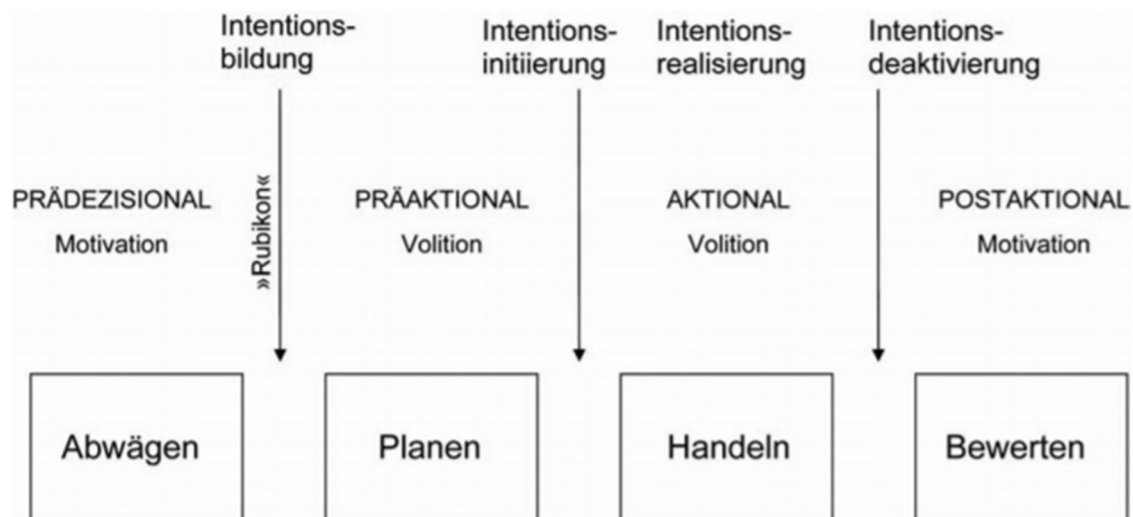 Intentions-
bildung
Intentions-
initiierung
Intentions-
realisierung
Intentions-
deaktivierung
PRÄDEZISIONAL
Motivation
»Rubikon«
PRÄAKTIONAL
Volition
AKTIONAL
Volition
POSTAKTIONAL
Motivation
Abwägen
Planen
Handeln
Bewerten